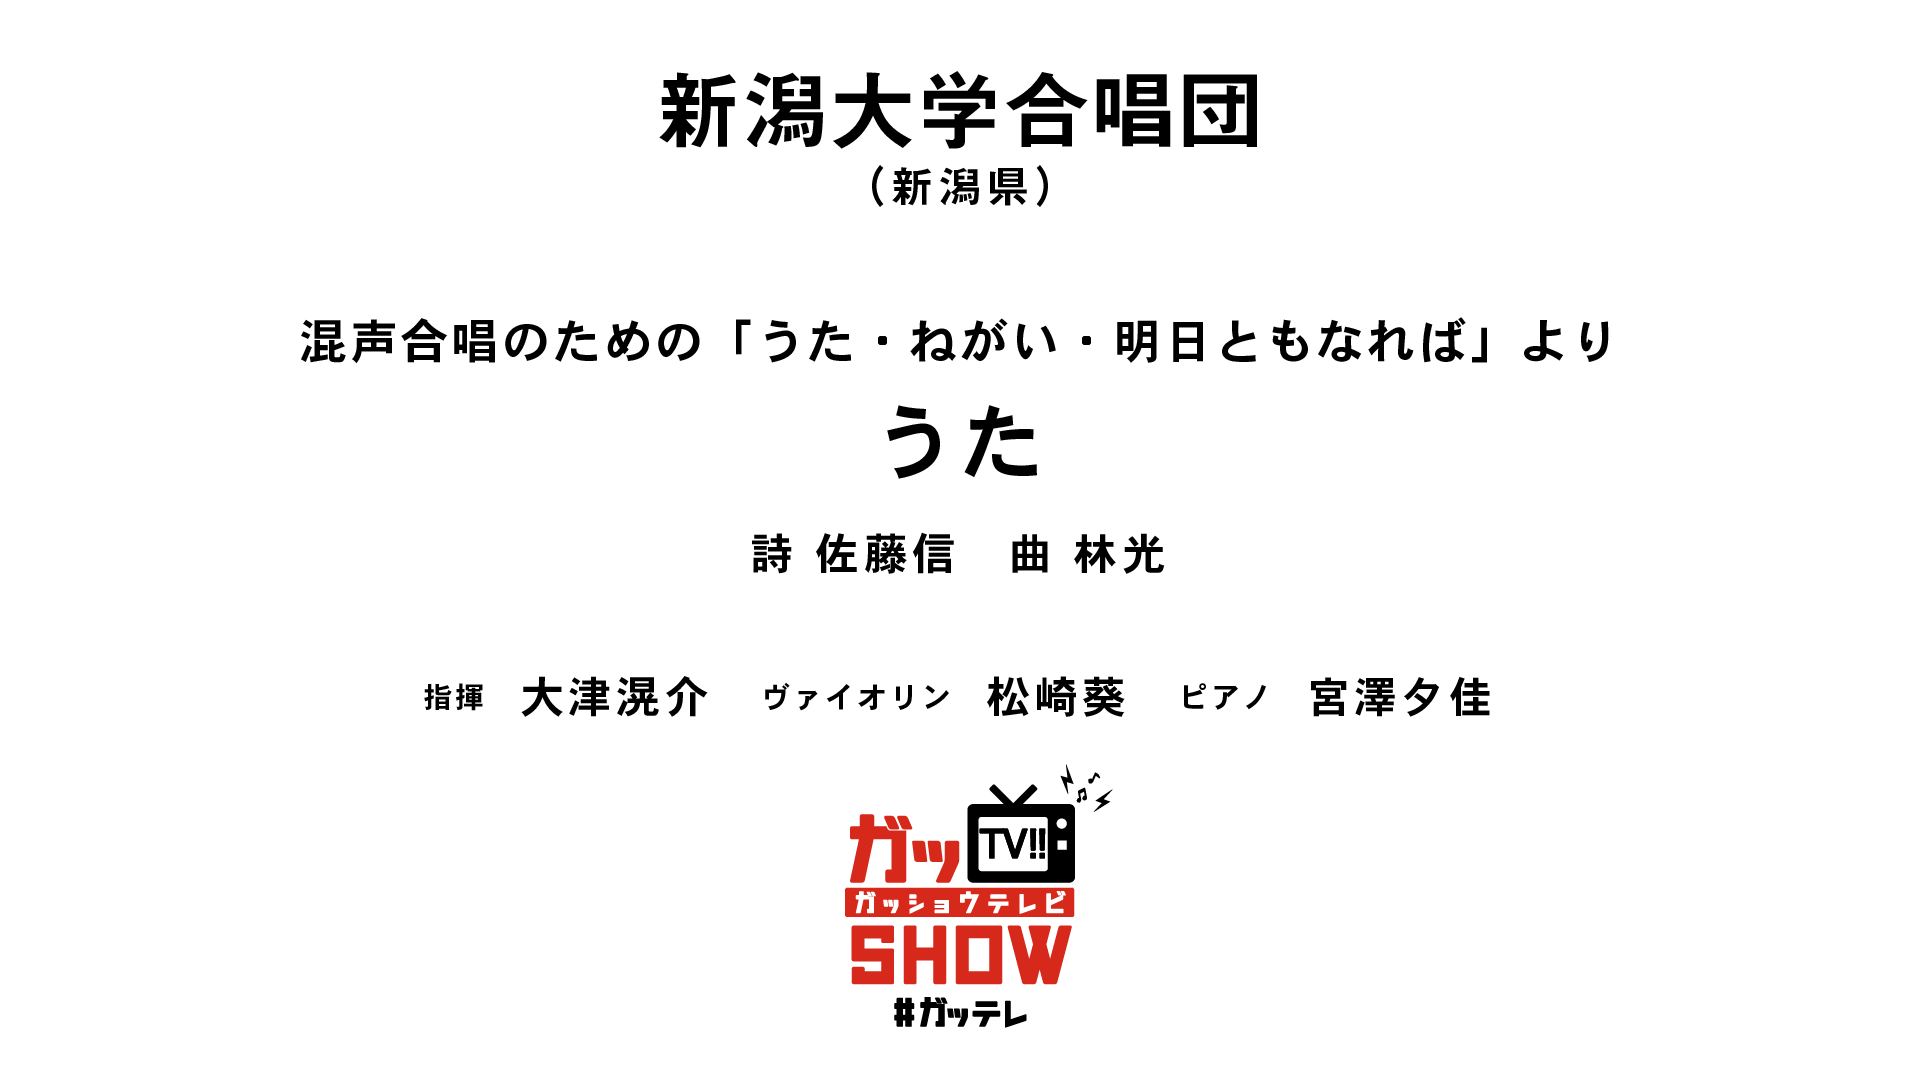 新潟大学合唱団
（新潟県）
混声合唱のための「うた・ねがい・明日ともなれば」より
うた
詩 佐藤信　曲 林光
指揮 大津滉介　ヴァイオリン 松崎葵　ピアノ 宮澤夕佳
ガッ TV!!
ガッショウテレビ
SHOW
#ガッテレ